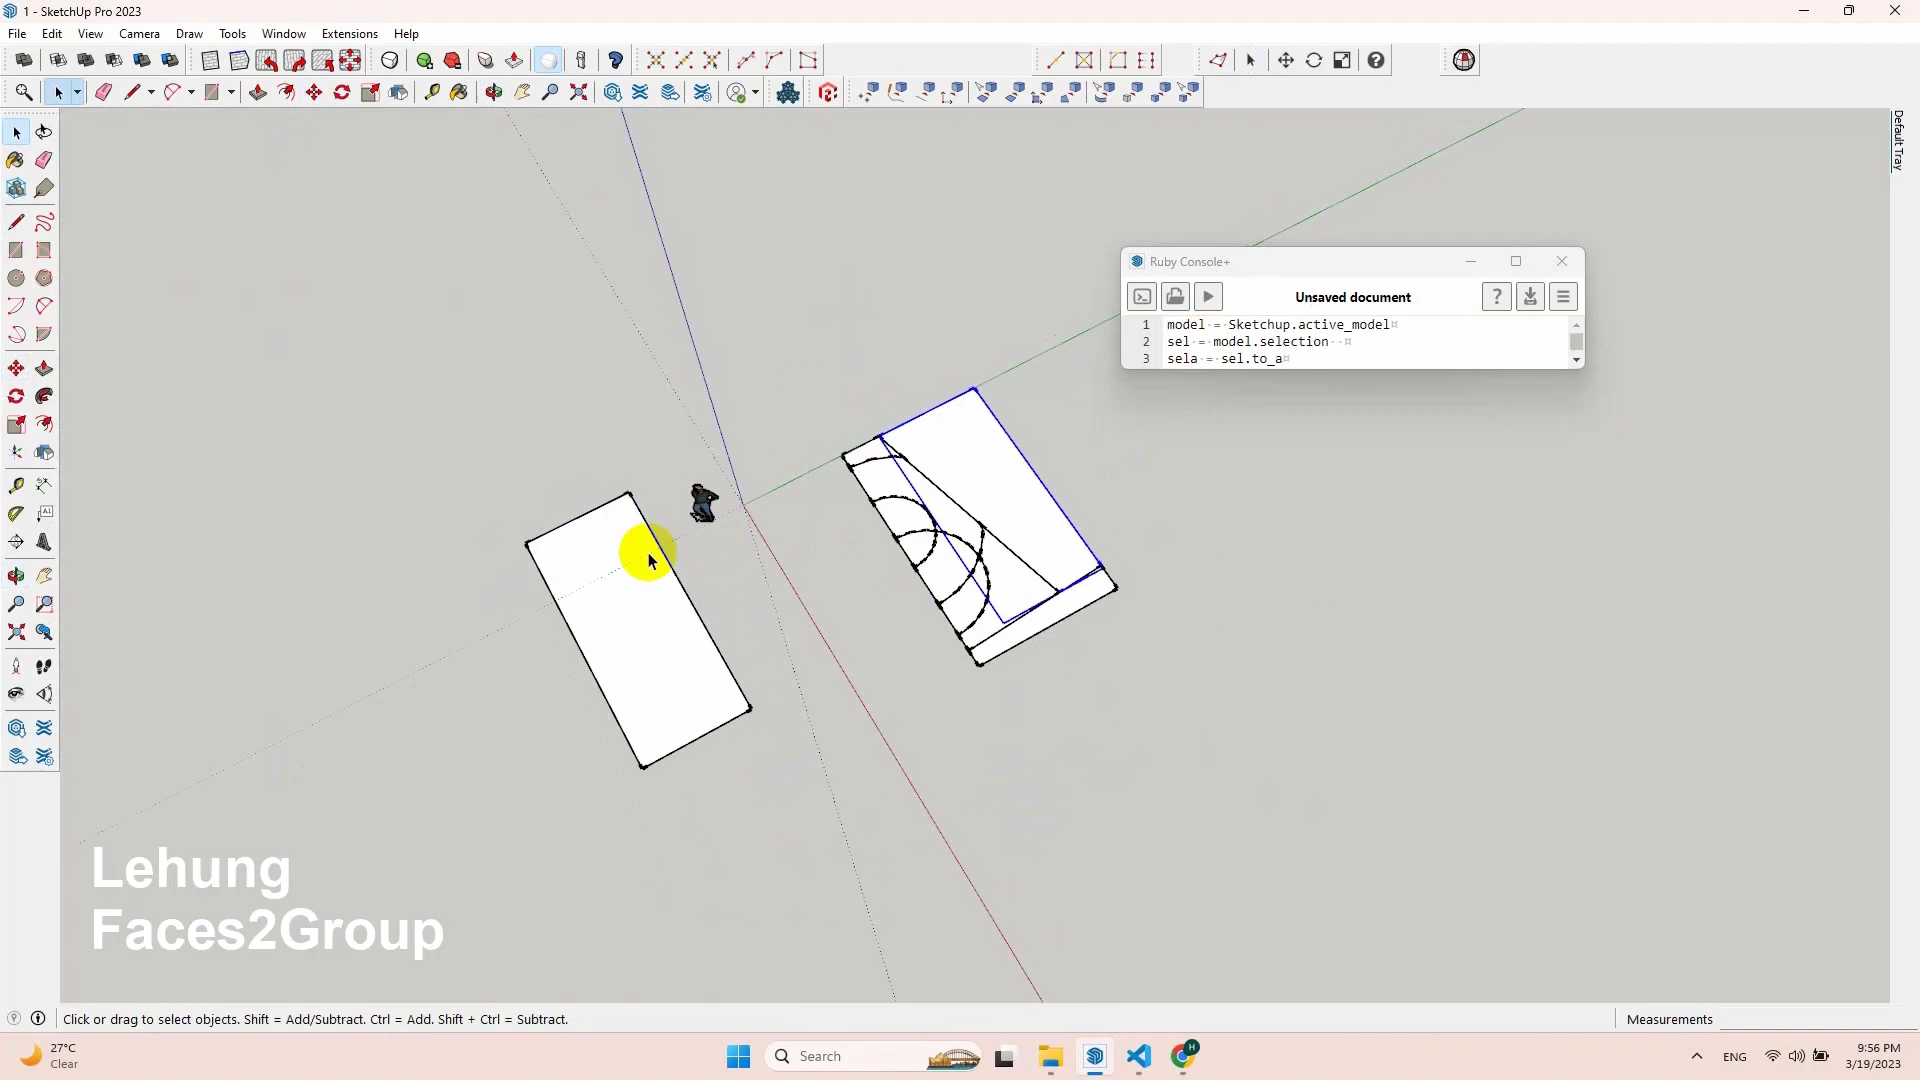 1 - SketchUp Pro 2023
File Edit View Camera Draw Tools Window Extensions Help
Default Tray
Ruby Console+
Unsaved document
1 model = Sketchup.active_model
2 sel = model.selection
3 sela = sel.to_a
Lehung
Faces2Group
Click or drag to select objects. Shift = Add/Subtract. Ctrl = Add. Shift + Ctrl = Subtract.
Measurements
27°C
Clear
Search
H
ENG
9:56 PM
3/19/2023